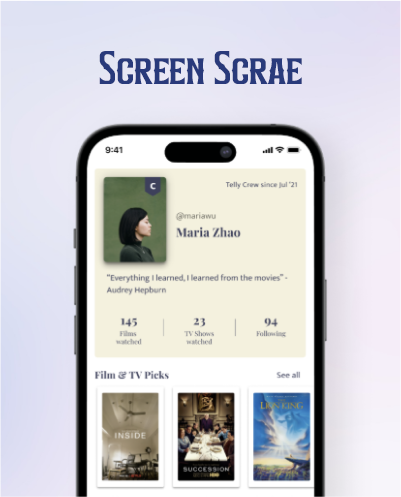 SCREEN SCRAE
9:41
C
Telly Crew since Jul '21
@mariawu
Maria Zhao
"Everything I learned, I learned from the movies" -
Audrey Hepburn
145
Films
watched
23
TV Shows
watched
94
Following
Film & TV Picks
See all
INSIDE
SUCCESSION
THE
LION KING